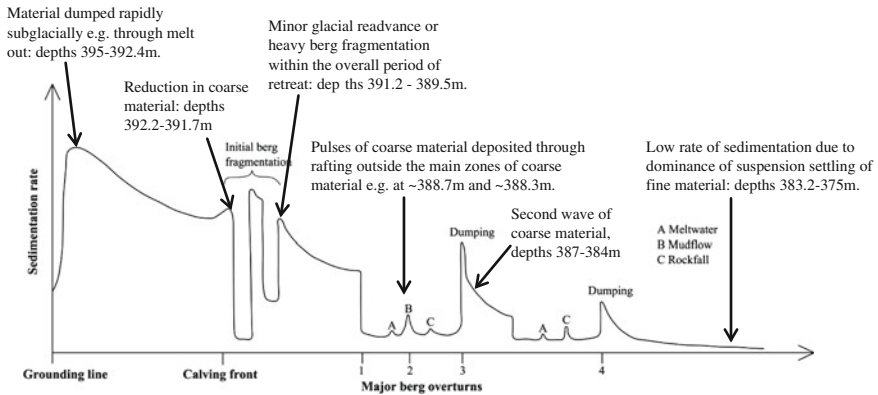 Material dumped rapidly
subglacially e.g. through melt
out: depths 395-392.4m.
Minor glacial readvance or
heavy berg fragmentation
within the overall period of
retreat: dep ths 391.2 - 389.5m.
Reduction in coarse
material: depths
392.2-391.7m
Initial berg
fragmentation
Pulses of coarse material deposited through
rafting outside the main zones of coarse
material e.g. at ~388.7m and ~388.3m.
Low rate of sedimentation due to
dominance of suspension settling of
fine material: depths 383.2-375m.
Second wave of
coarse material,
depths 387-384m
Dumping
A Meltwater
B Mudflow
C Rockfall
Dumping
Sedimentation rate
A
B
C
A
C
Grounding line
Calving front
1
2
3
4
Major berg overturns